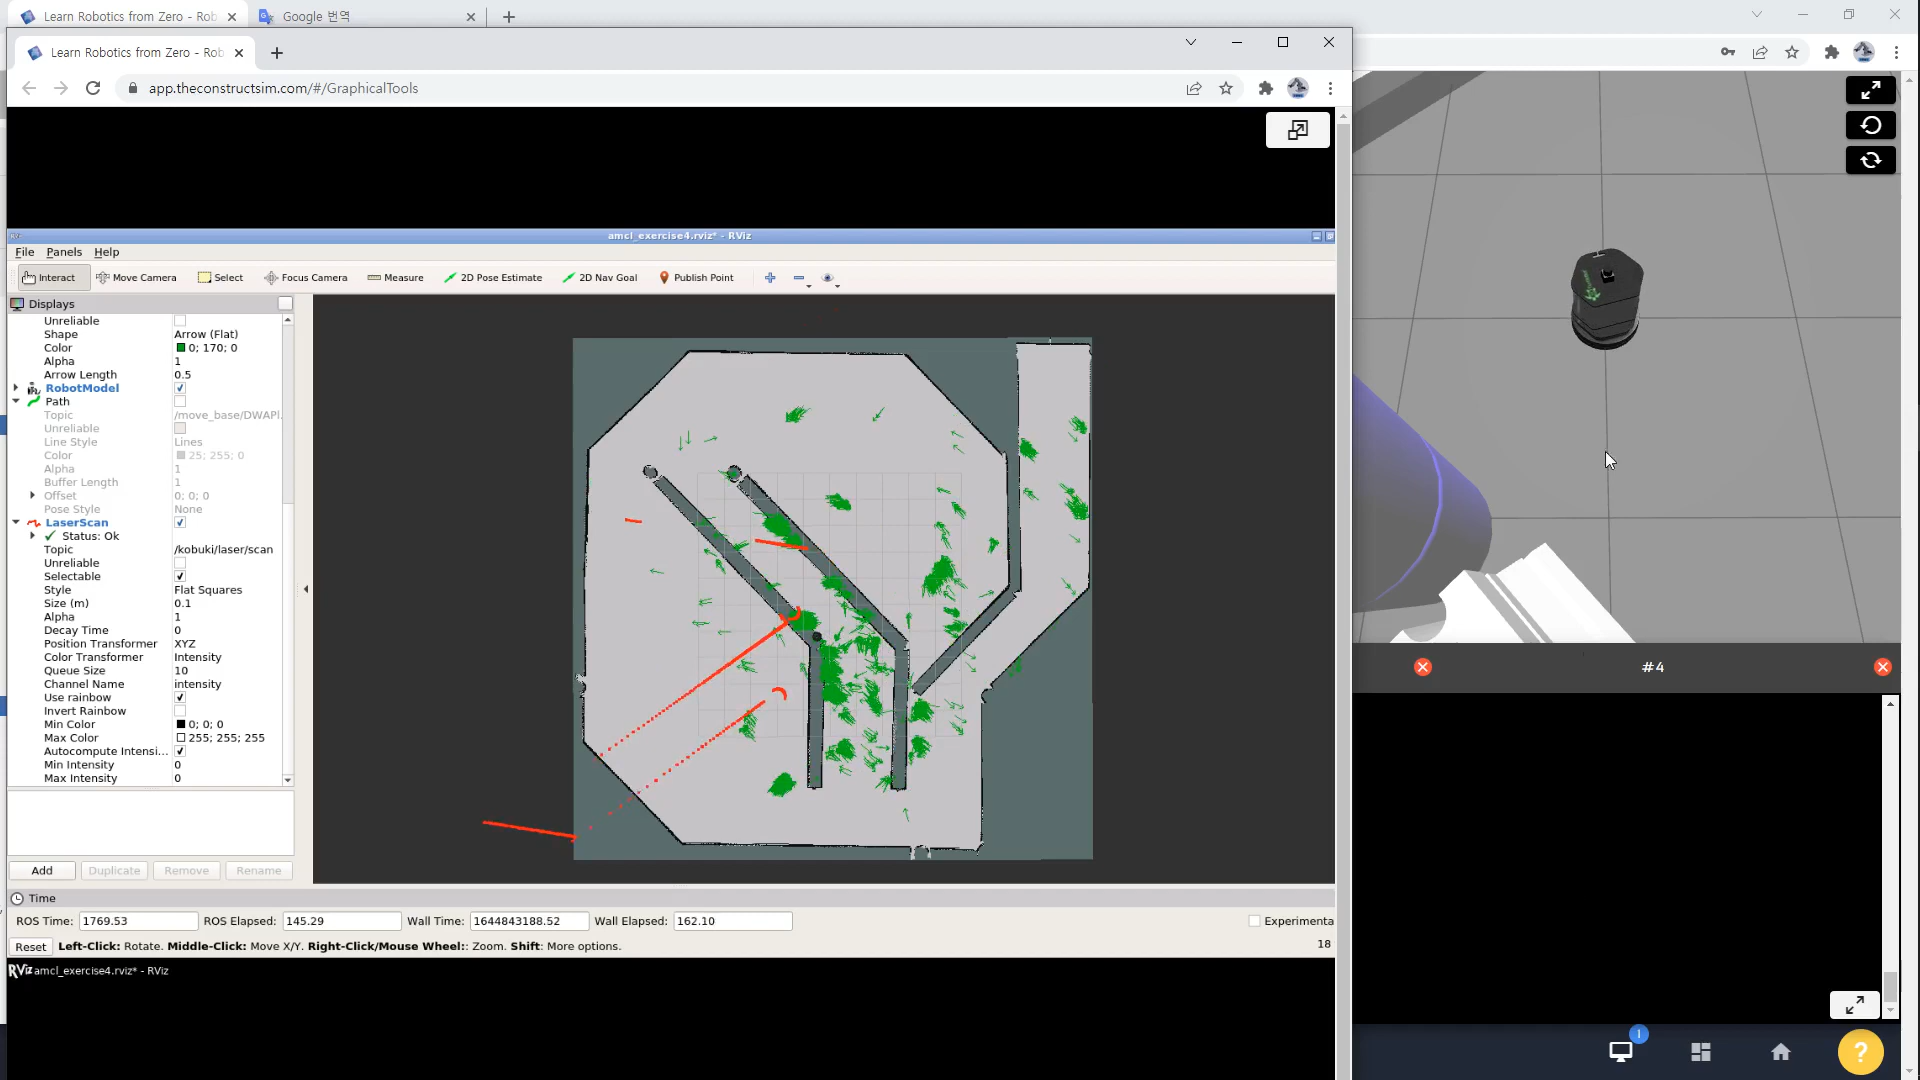 Learn Robotics from Zero - Rob
Google 번역
Learn Robotics from Zero - Rob
app.theconstructsim.com/#/GraphicalTools
amcl_exercise4.rviz* - RViz
File Panels Help
Interact Move Camera Select Focus Camera Measure 2D Pose Estimate 2D Nav Goal Publish Point
Displays
Unreliable
Shape Arrow (Flat)
Color 0; 170; 0
Alpha 1
Arrow Length 0.5
RobotModel
Path
Topic /move_base/DWAPl.
Unreliable
Line Style Lines
Color 25; 255; 0
Alpha 1
Buffer Length 1
Offset 0; 0; 0
Pose Style None
LaserScan
Status: Ok
Topic /kobuki/laser/scan
Unreliable
Selectable
Style Flat Squares
Size (m) 0.1
Alpha 1
Decay Time 0
Position Transformer XYZ
Color Transformer Intensity
Queue Size 10
Channel Name intensity
Use rainbow
Invert Rainbow
Min Color 0; 0; 0
Max Color 255; 255; 255
Autocompute Intensi...
Min Intensity 0
Max Intensity 0
Add Duplicate Remove Rename
Time
ROS Time: 1769.53 ROS Elapsed: 145.29 Wall Time: 1644843188.52 Wall Elapsed: 162.10 Experimenta
Reset Left-Click: Rotate. Middle-Click: Move X/Y. Right-Click/Mouse Wheel:: Zoom. Shift: More options. 18
RViz amcl_exercise4.rviz* - RViz
#4
1
?